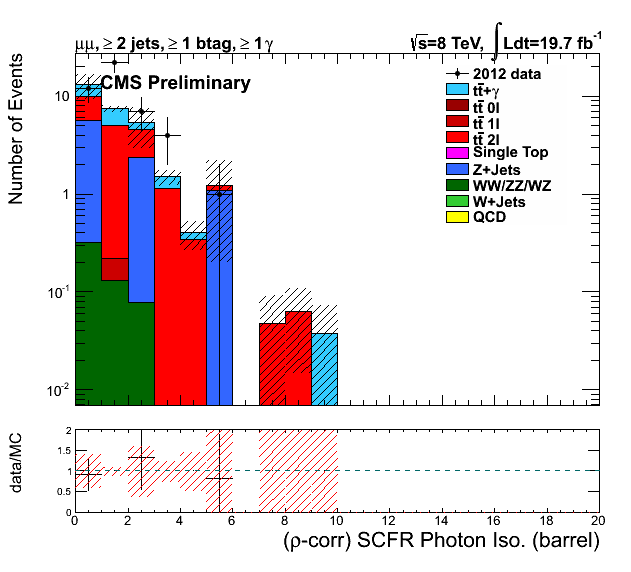 μμ, ≥ 2 jets, ≥ 1 btag, ≥ 1 γ
√s=8 TeV, ∫ Ldt=19.7 fb⁻¹
CMS Preliminary
2012 data
tt̅+γ
tt̅ 0l
tt̅ 1l
tt̅ 2l
Single Top
Z+Jets
WW/ZZ/WZ
W+Jets
QCD
Number of Events
10
1
10⁻¹
10⁻²
data/MC
2
1.5
1
0.5
0
0 2 4 6 8 10 12 14 16 18 20
(ρ-corr) SCFR Photon Iso. (barrel)